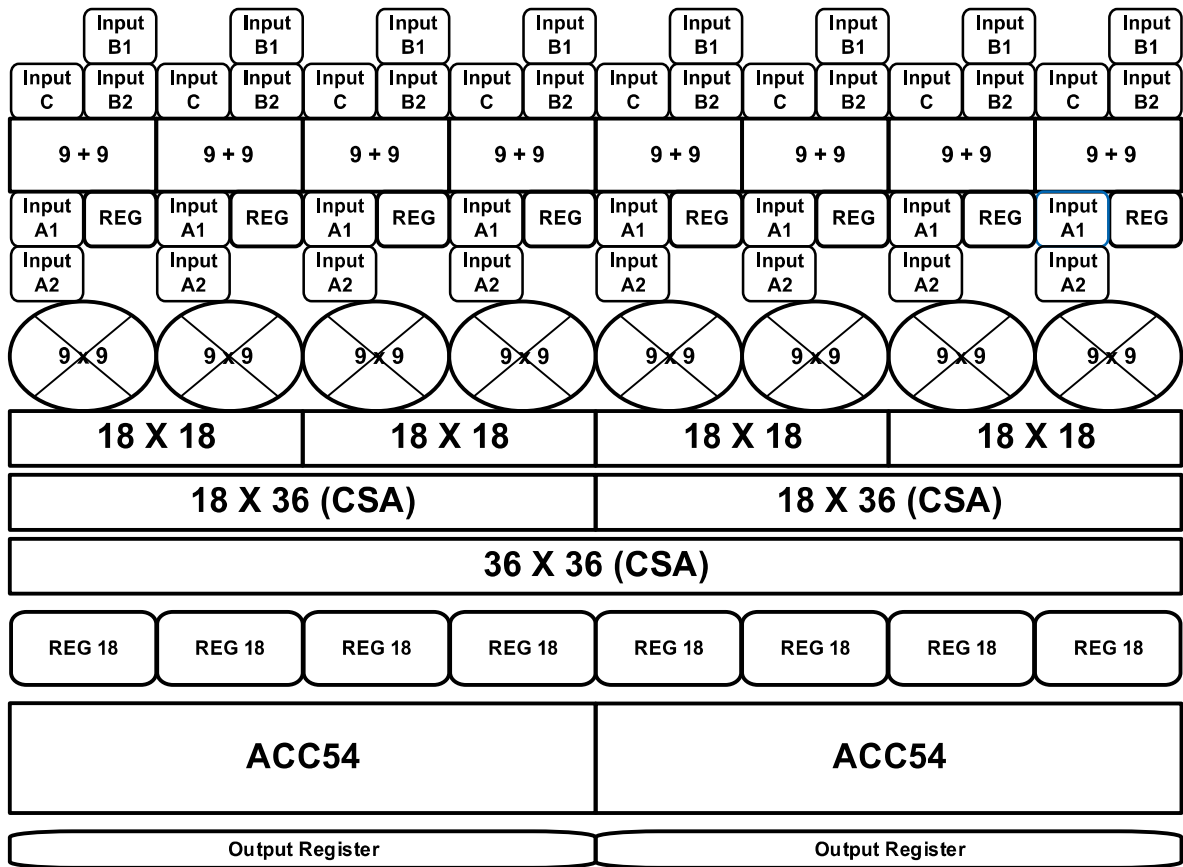 Input Input Input Input Input Input Input Input
B1 B1 B1 B1 B1 B1 B1 B1
Input Input Input Input Input Input Input Input Input Input Input Input Input Input Input Input
C B2 C B2 C B2 C B2 C B2 C B2 C B2 C B2
9 + 9 9 + 9 9 + 9 9 + 9 9 + 9 9 + 9 9 + 9 9 + 9
Input REG Input REG Input REG Input REG Input REG Input REG Input REG Input REG
A1 A1 A1 A1 A1 A1 A1 A1
Input Input Input Input Input Input Input Input
A2 A2 A2 A2 A2 A2 A2 A2
9 x 9 9 x 9 9 x 9 9 x 9 9 x 9 9 x 9 9 x 9 9 x 9
18 X 18 18 X 18 18 X 18 18 X 18
18 X 36 (CSA) 18 X 36 (CSA)
36 X 36 (CSA)
REG 18 REG 18 REG 18 REG 18 REG 18 REG 18 REG 18 REG 18
ACC54 ACC54
Output Register Output Register